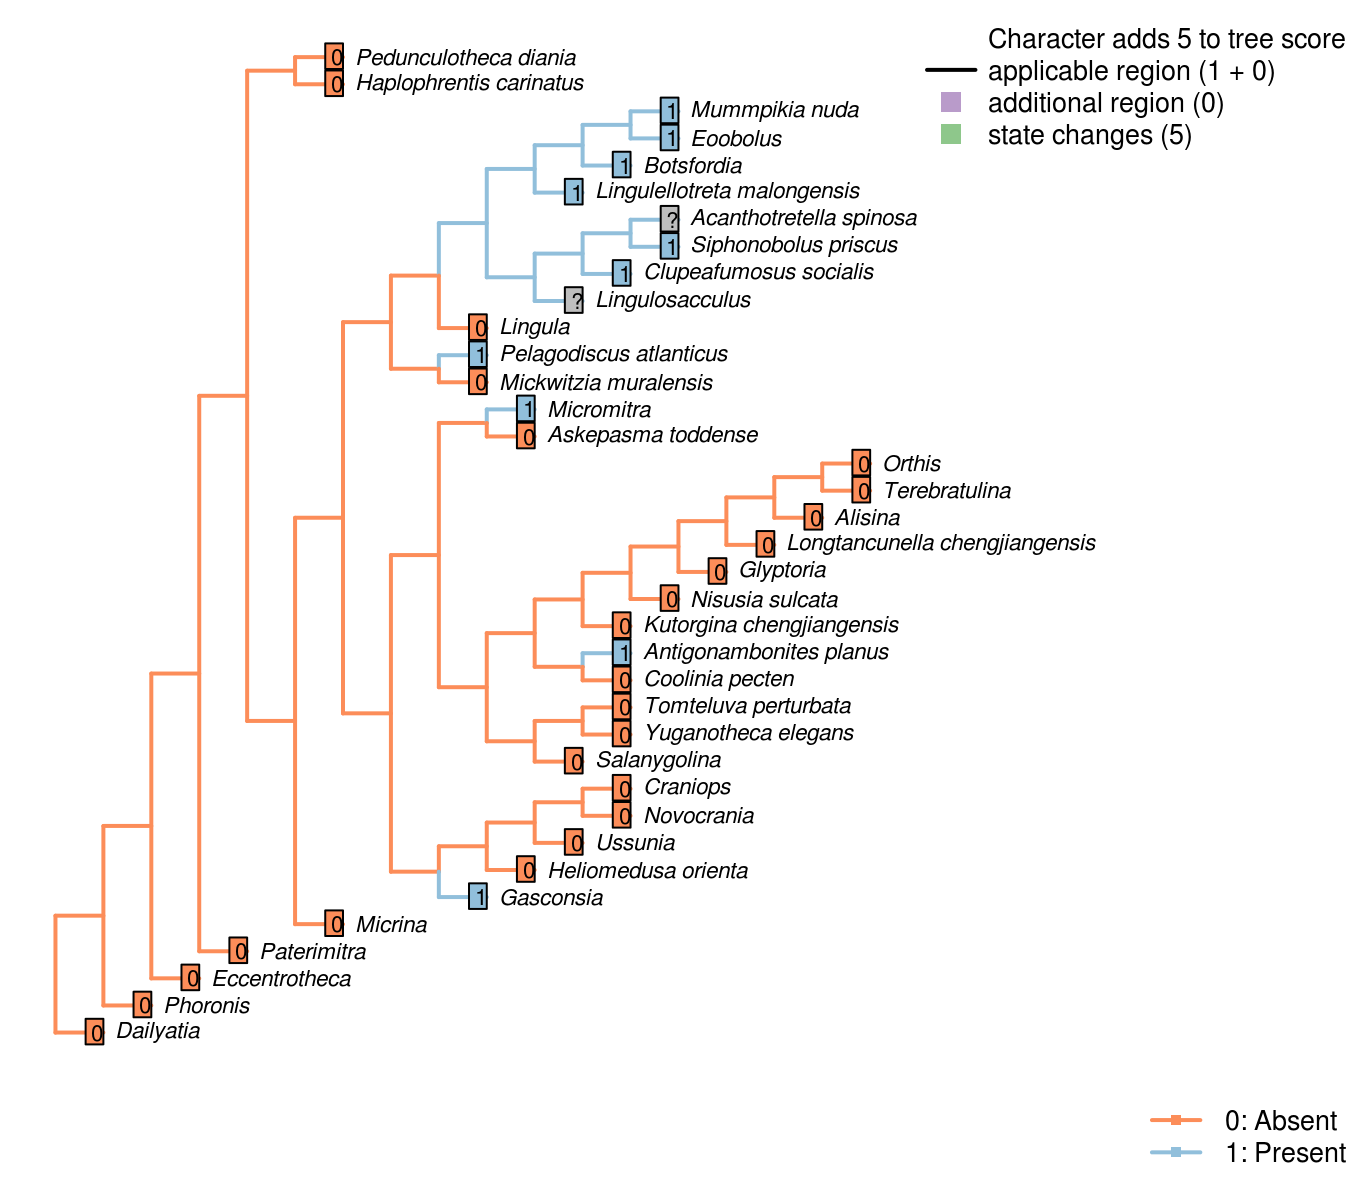 Character adds 5 to tree score
applicable region (1 + 0)
additional region (0)
state changes (5)
0 Pedunculotheca diania
0 Haplophrentis carinatus
1 Mummpikia nuda
1 Eoobolus
1 Botsfordia
1 Lingulellotreta malongensis
? Acanthotretella spinosa
1 Siphonobolus priscus
1 Clupeafumosus socialis
? Lingulosacculus
0 Lingula
1 Pelagodiscus atlanticus
0 Mickwitzia muralensis
1 Micromitra
0 Askepasma toddense
0 Orthis
0 Terebratulina
0 Alisina
0 Longtancunella chengjiangensis
0 Glyptoria
0 Nisusia sulcata
0 Kutorgina chengjiangensis
1 Antigonambonites planus
0 Coolinia pecten
0 Tomteluva perturbata
0 Yuganotheca elegans
0 Salanygolina
0 Craniops
0 Novocrania
0 Ussunia
0 Heliomedusa orienta
1 Gasconsia
0 Micrina
0 Paterimitra
0 Eccentrotheca
0 Phoronis
0 Dailyatia
0: Absent
1: Present